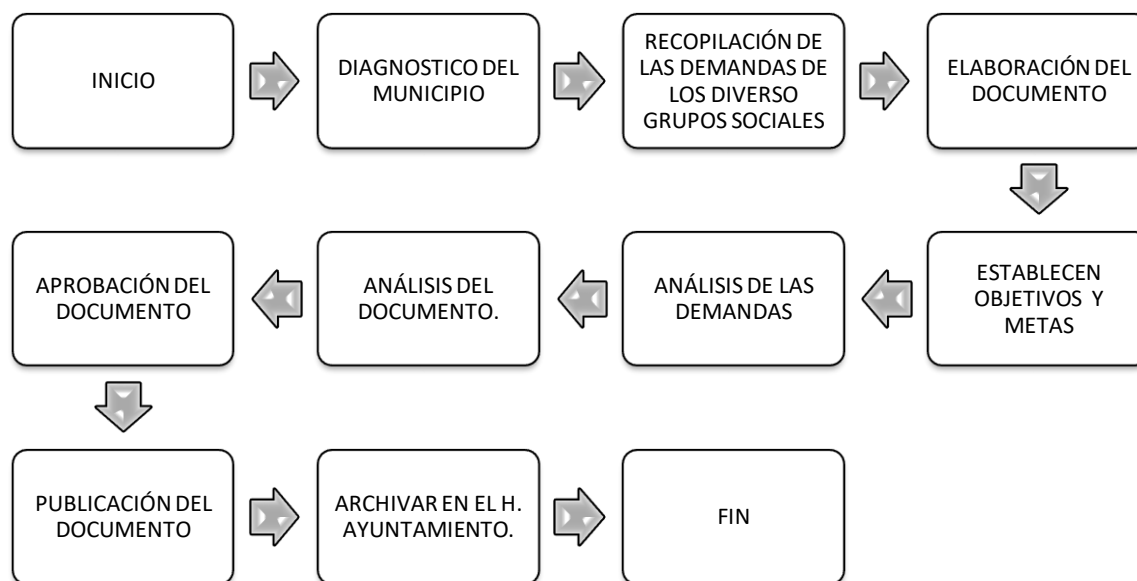 INICIO
DIAGNOSTICO DEL
MUNICIPIO
RECOPILACIÓN DE
LAS DEMANDAS DE
LOS DIVERSO
GRUPOS SOCIALES
ELABORACIÓN DEL
DOCUMENTO
ESTABLECEN
OBJETIVOS Y
METAS
ANÁLISIS DE LAS
DEMANDAS
ANÁLISIS DEL
DOCUMENTO.
APROBACIÓN DEL
DOCUMENTO
PUBLICACIÓN DEL
DOCUMENTO
ARCHIVAR EN EL H.
AYUNTAMIENTO.
FIN